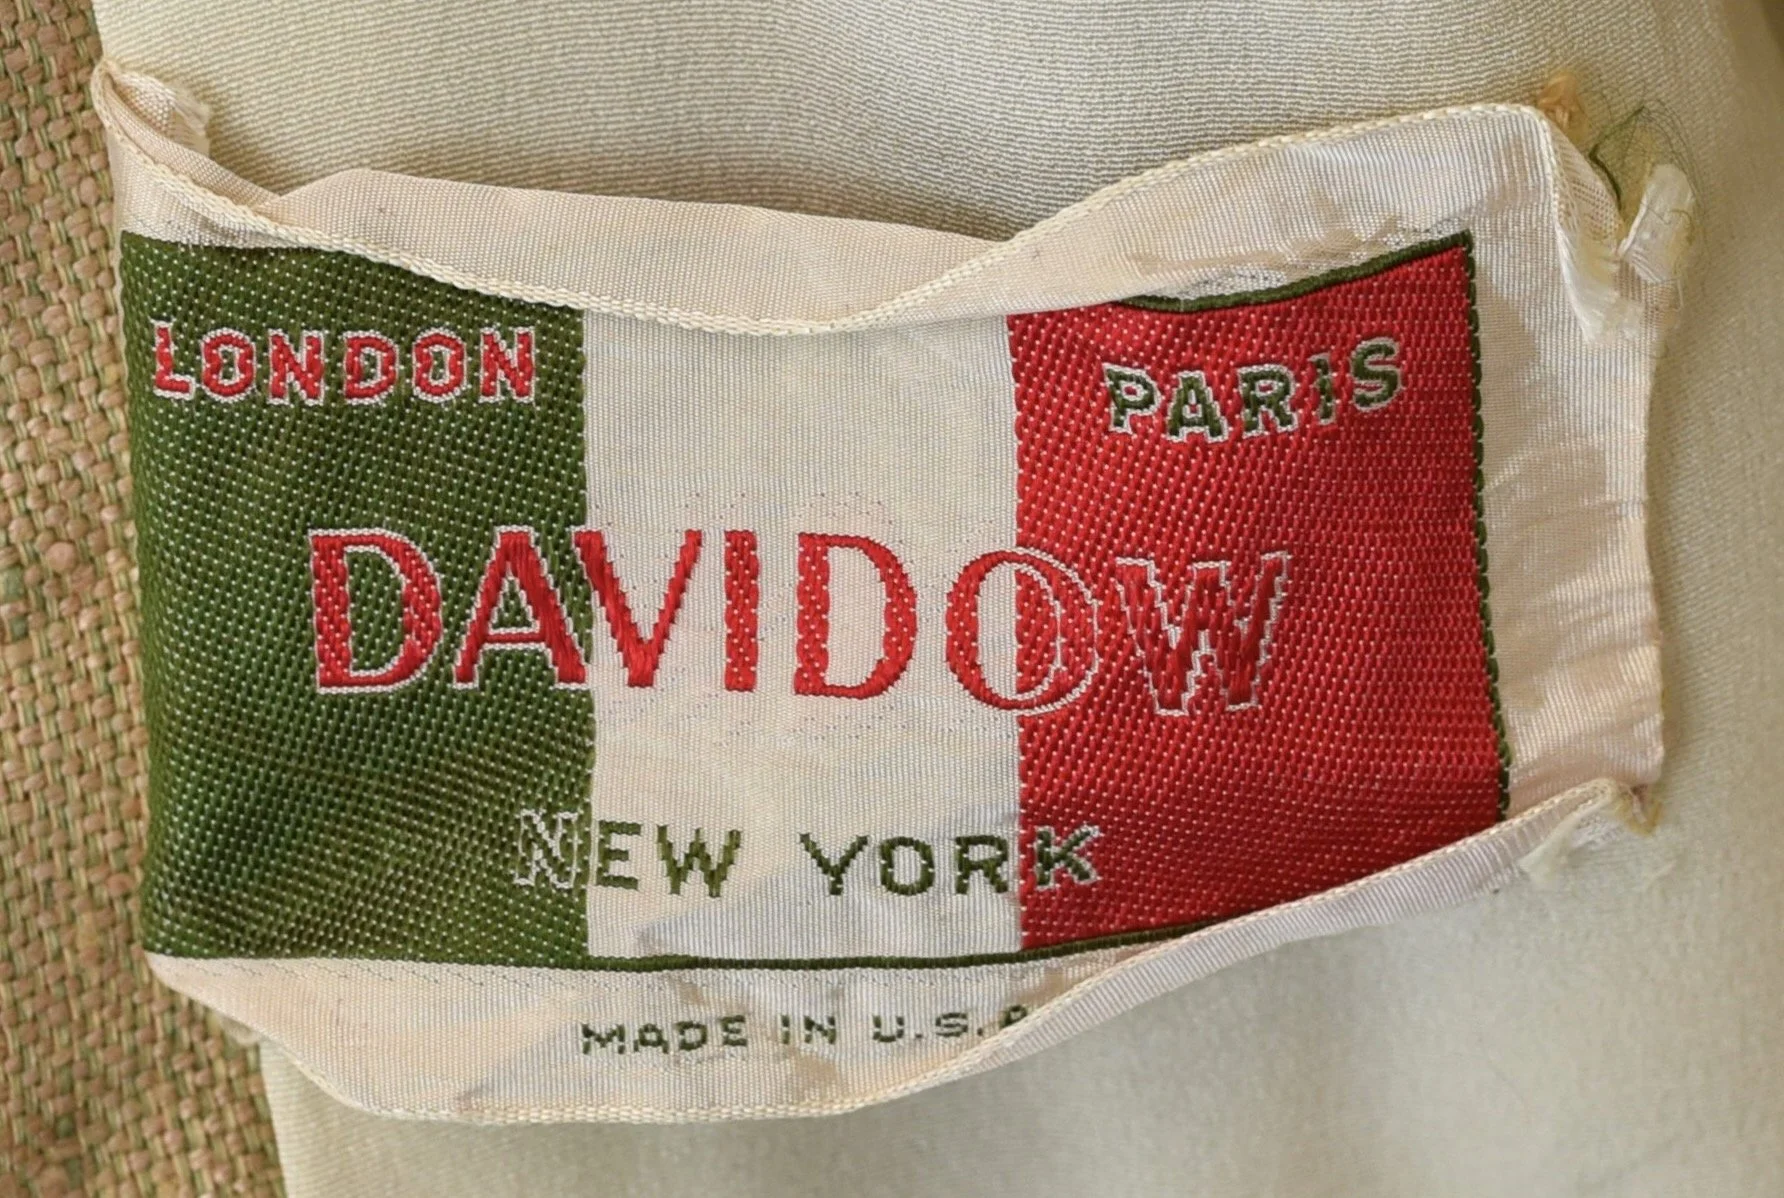 LONDON PARIS
DAVIDOW
NEW YORK
MADE IN U.S.A